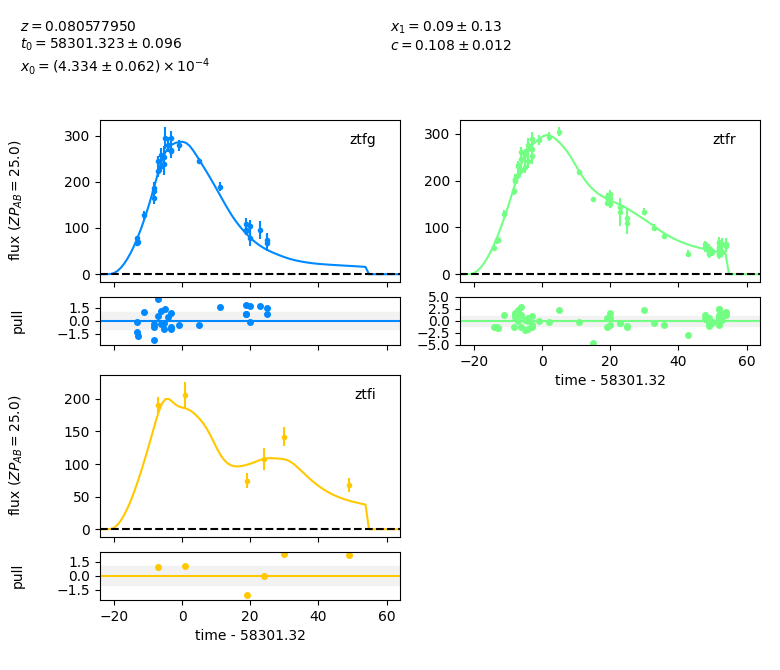 z = 0.080577950
t₀ = 58301.323 ± 0.096
x₀ = (4.334 ± 0.062) × 10⁻⁴
x₁ = 0.09 ± 0.13
c = 0.108 ± 0.012
flux (ZP_AB = 25.0)
300
200
100
0
ztfg
300
200
100
0
ztfr
pull
1.5
0.0
−1.5
5.0
2.5
0.0
−2.5
−5.0
−20 0 20 40 60
time - 58301.32
flux (ZP_AB = 25.0)
200
150
100
50
0
ztfi
pull
1.5
0.0
−1.5
−20 0 20 40 60
time - 58301.32